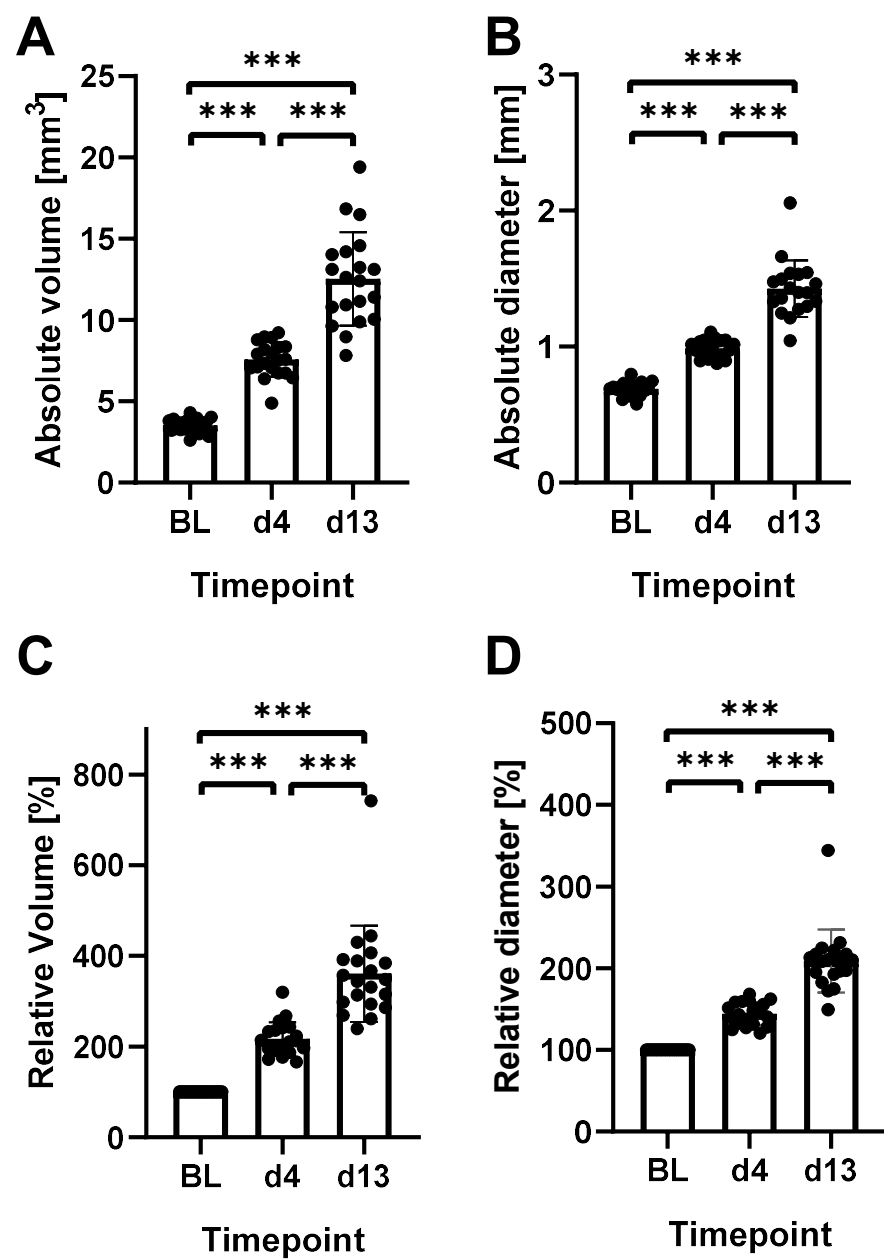 A
Absolute volume [mm³]
25
20
15
10
5
0
***
***
***
BL d4 d13
Timepoint
B
Absolute diameter [mm]
3
2
1
0
***
***
***
BL d4 d13
Timepoint
C
Relative Volume [%]
800
600
400
200
0
***
***
***
BL d4 d13
Timepoint
D
Relative diameter [%]
500
400
300
200
100
0
***
***
***
BL d4 d13
Timepoint